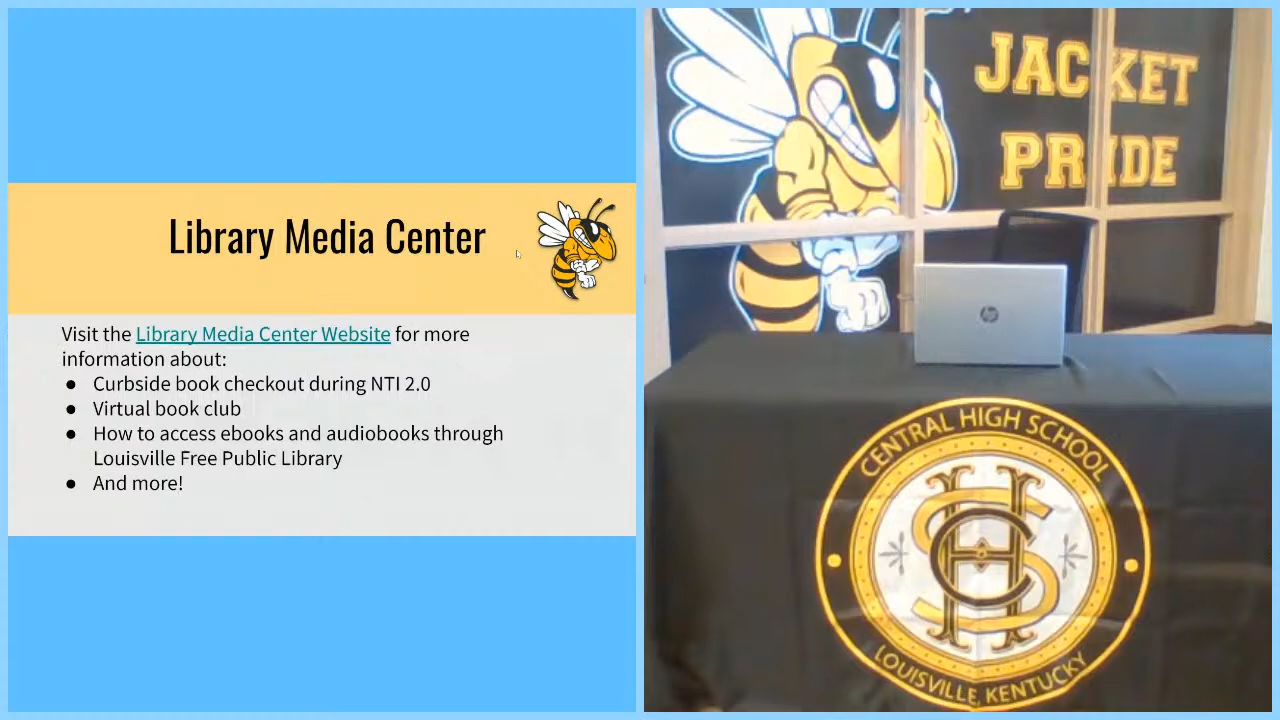 Library Media Center
Visit the Library Media Center Website for more
information about:
● Curbside book checkout during NTI 2.0
● Virtual book club
● How to access ebooks and audiobooks through
Louisville Free Public Library
● And more!
JACKET
PRIDE
hp
CENTRAL HIGH SCHOOL
CHS
LOUISVILLE, KENTUCKY